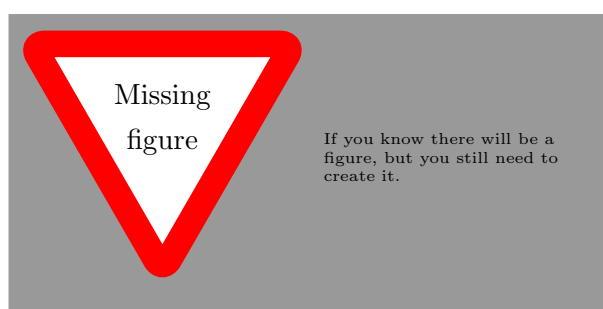 Missing
figure
If you know there will be a
figure, but you still need to
create it.